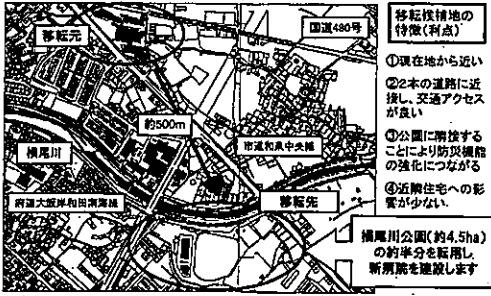 移転元
国道480号
約500m
横尾川
市道和泉中央線
府道大阪岸和田南海線
移転先
移転候補地の
特徴(利点)
①現在地から近い
②2本の道路に近
接し、交通アクセス
が良い
③公園に隣接する
ことにより防災機能
の強化につながる
④近隣住宅への影
響が少ない.
横尾川公園(約4.5ha)
の約半分を転用し、
新病院を建設します